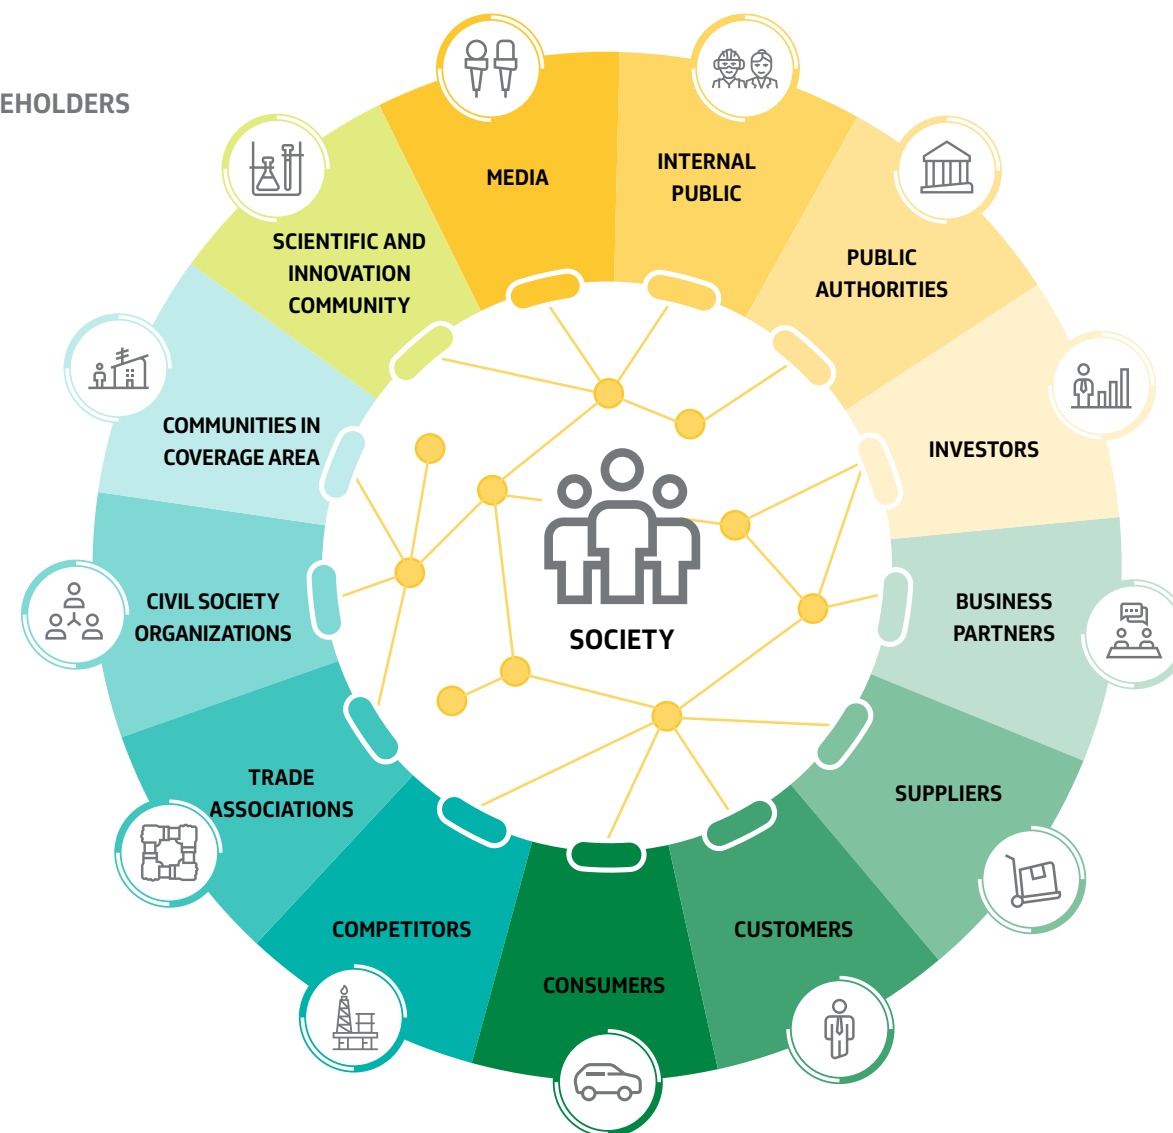 EHOLDERS
MEDIA
INTERNAL
PUBLIC
PUBLIC
AUTHORITIES
INVESTORS
BUSINESS
PARTNERS
SUPPLIERS
CUSTOMERS
CONSUMERS
COMPETITORS
TRADE
ASSOCIATIONS
CIVIL SOCIETY
ORGANIZATIONS
COMMUNITIES IN
COVERAGE AREA
SCIENTIFIC AND
INNOVATION
COMMUNITY
SOCIETY